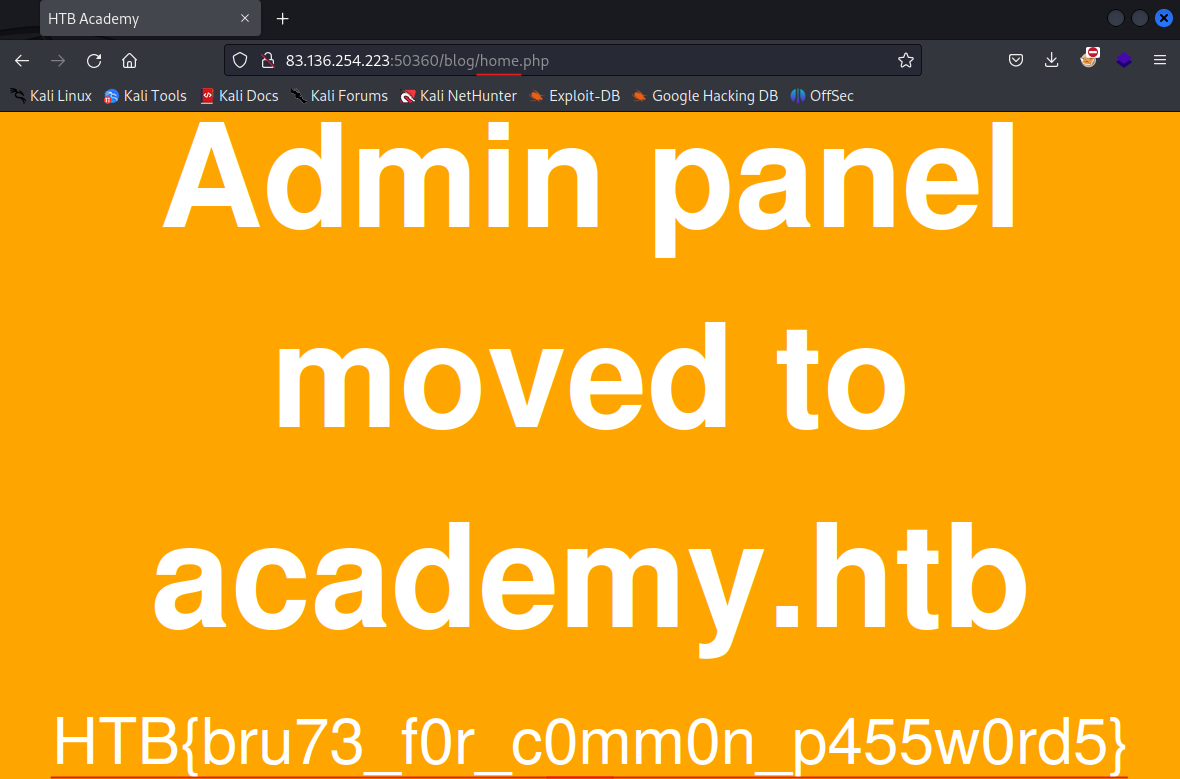 HTB Academy
83.136.254.223:50360/blog/home.php
Kali Linux Kali Tools Kali Docs Kali Forums Kali NetHunter Exploit-DB Google Hacking DB OffSec
Admin panel
moved to
academy.htb
HTB{bru73_f0r_c0mm0n_p455w0rd5}